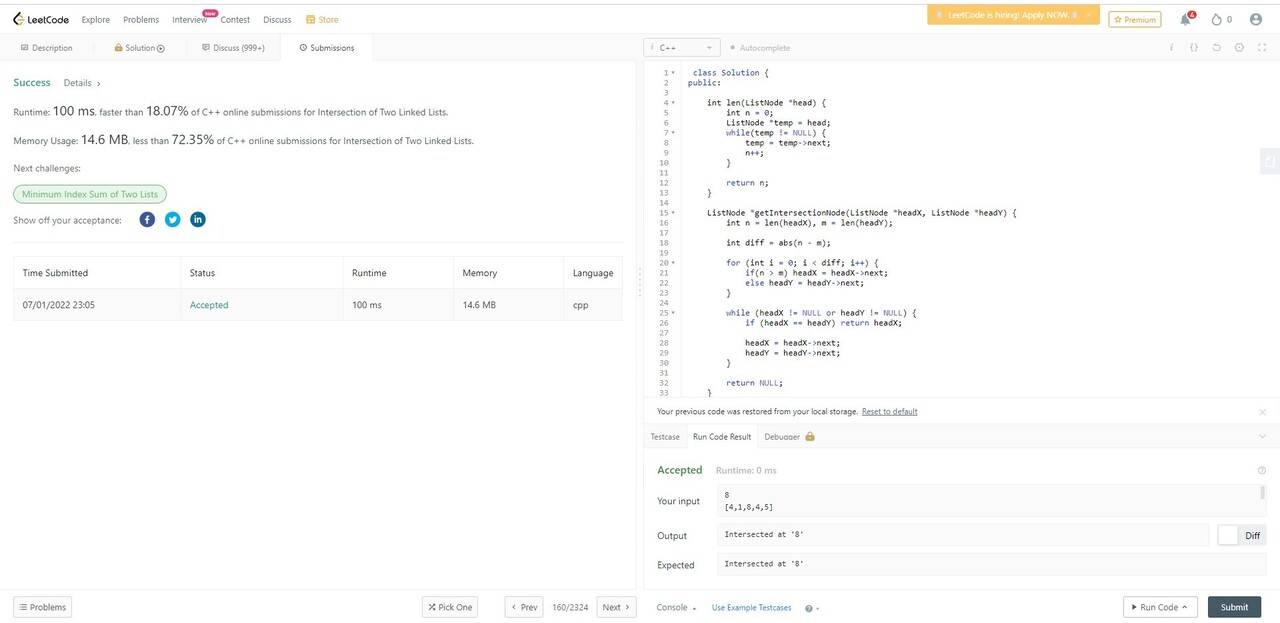 LeetCode Explore Problems Interview New Contest Discuss Store LeetCode is hiring! Apply NOW. Premium 4 0
Description Solution Discuss (999+) Submissions
Success Details ›
Runtime: 100 ms, faster than 18.07% of C++ online submissions for Intersection of Two Linked Lists.
Memory Usage: 14.6 MB, less than 72.35% of C++ online submissions for Intersection of Two Linked Lists.
Next challenges:
Minimum Index Sum of Two Lists
Show off your acceptance:
Time Submitted Status Runtime Memory Language
07/01/2022 23:05 Accepted 100 ms 14.6 MB cpp
Problems Pick One ‹ Prev 160/2324 Next ›
i C++ Autocomplete
1 class Solution {
2 public:
3
4 int len(ListNode *head) {
5 int n = 0;
6 ListNode *temp = head;
7 while(temp != NULL) {
8 temp = temp->next;
9 n++;
10 }
11
12 return n;
13 }
14
15 ListNode *getIntersectionNode(ListNode *headX, ListNode *headY) {
16 int n = len(headX), m = len(headY);
17
18 int diff = abs(n - m);
19
20 for (int i = 0; i < diff; i++) {
21 if(n > m) headX = headX->next;
22 else headY = headY->next;
23 }
24
25 while (headX != NULL or headY != NULL) {
26 if (headX == headY) return headX;
27
28 headX = headX->next;
29 headY = headY->next;
30 }
31
32 return NULL;
33 }
Your previous code was restored from your local storage. Reset to default
Testcase Run Code Result Debugger
Accepted Runtime: 0 ms
Your input
8
[4,1,8,4,5]
Output Intersected at '8' Diff
Expected Intersected at '8'
Console Use Example Testcases Run Code Submit